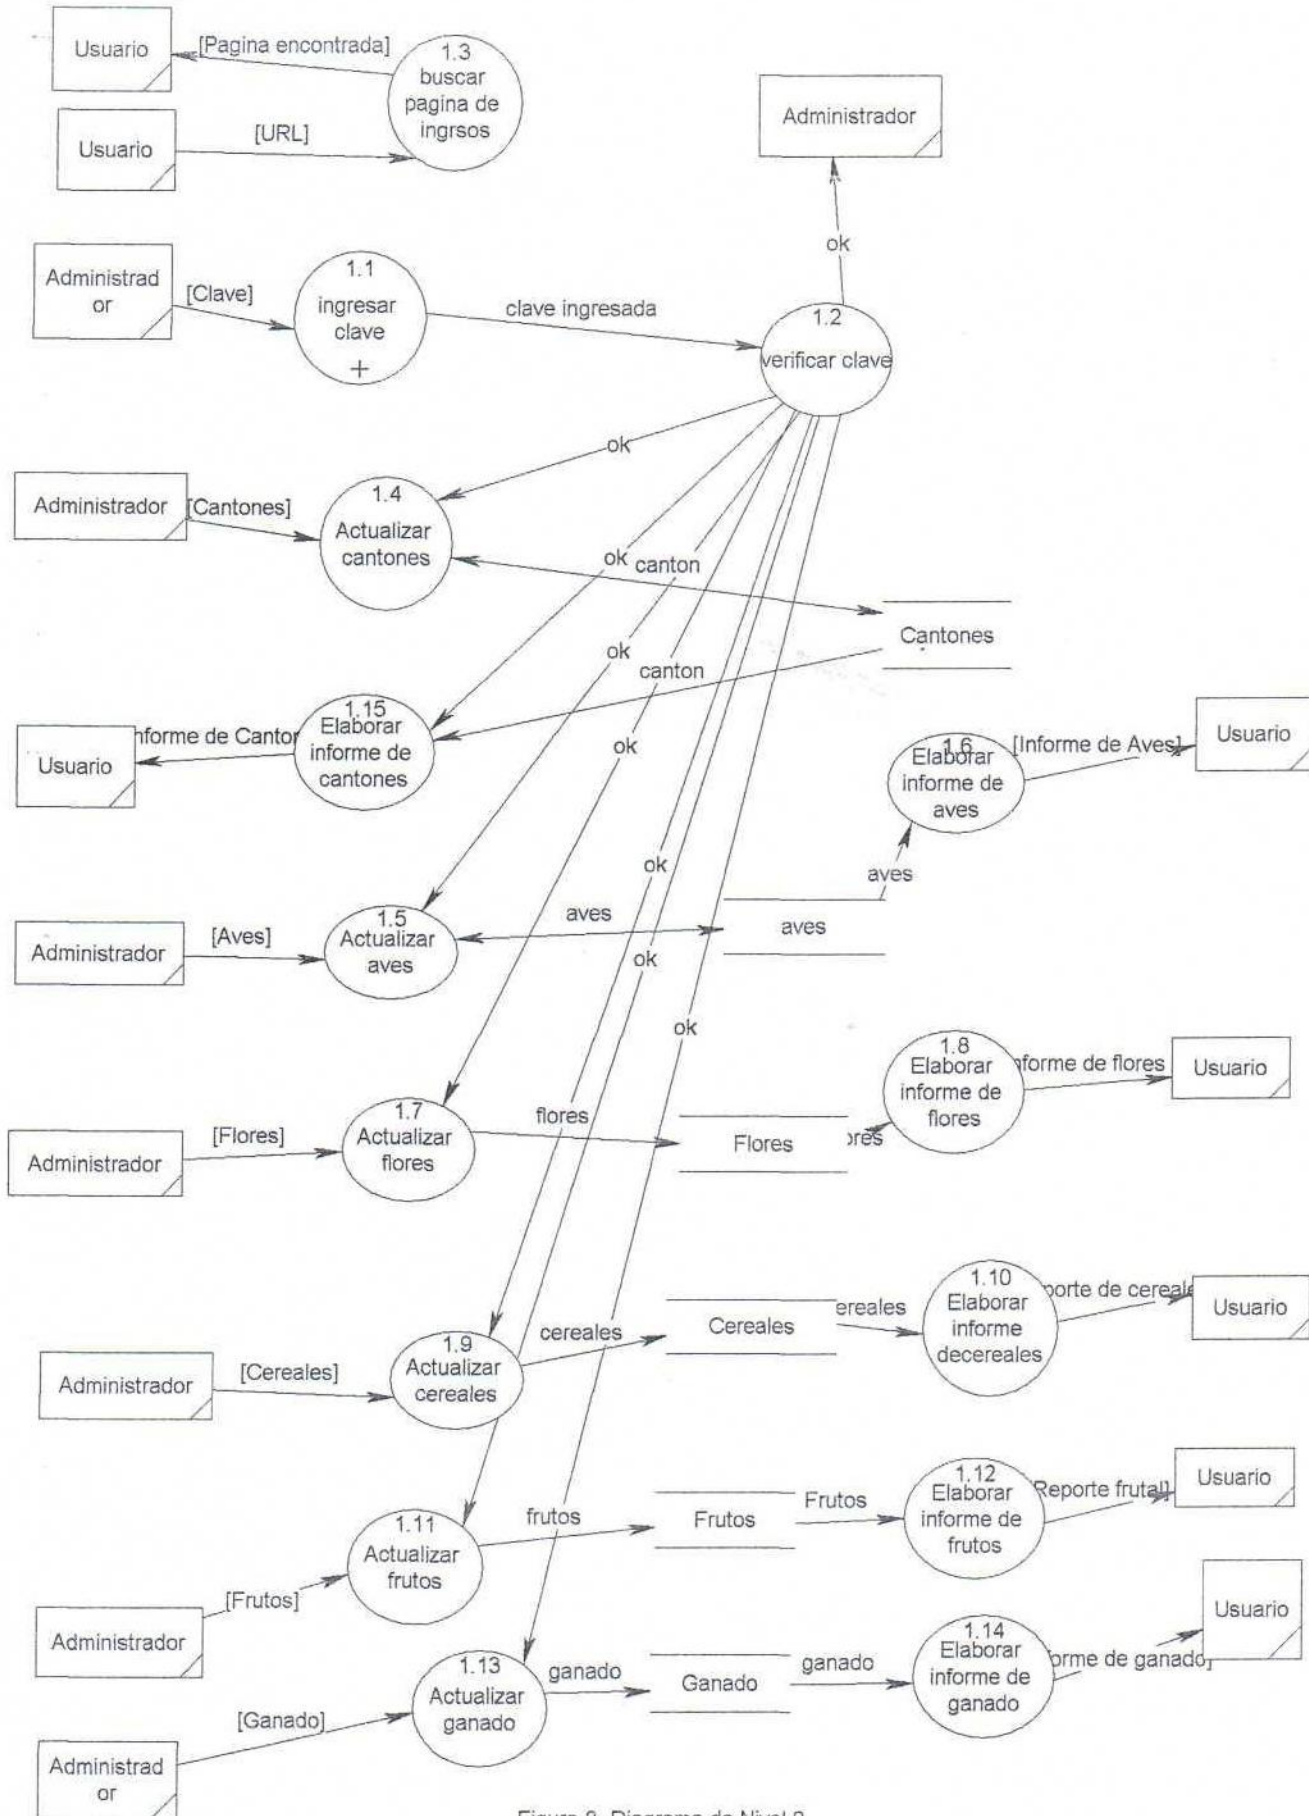 Usuario
[Pagina encontrada]
1.3
buscar
pagina de
ingrsos
Usuario
[URL]
Administrador
ok
Administrad
or
[Clave]
1.1
ingresar
clave
+
clave ingresada
1.2
verificar clave
ok
Administrador
[Cantones]
1.4
Actualizar
cantones
ok
canton
Cantones
ok
canton
1.15
Elaborar
informe de
cantones
nforme de Canton
Usuario
ok
1.6
Elaborar
informe de
aves
[Informe de Aves]
Usuario
ok
aves
Administrador
[Aves]
1.5
Actualizar
aves
aves
aves
ok
ok
1.8
Elaborar
informe de
flores
nforme de flores
Usuario
Administrador
[Flores]
1.7
Actualizar
flores
flores
Flores
ores
1.10
Elaborar
informe
decereales
porte de cereale
Usuario
Administrador
[Cereales]
1.9
Actualizar
cereales
cereales
Cereales
ereales
1.12
Elaborar
informe de
frutos
[Reporte frutal]
Usuario
Administrador
[Frutos]
1.11
Actualizar
frutos
frutos
Frutos
Frutos
1.14
Elaborar
informe de
ganado
orme de ganado]
Usuario
Administrad
or
[Ganado]
1.13
Actualizar
ganado
ganado
Ganado
ganado